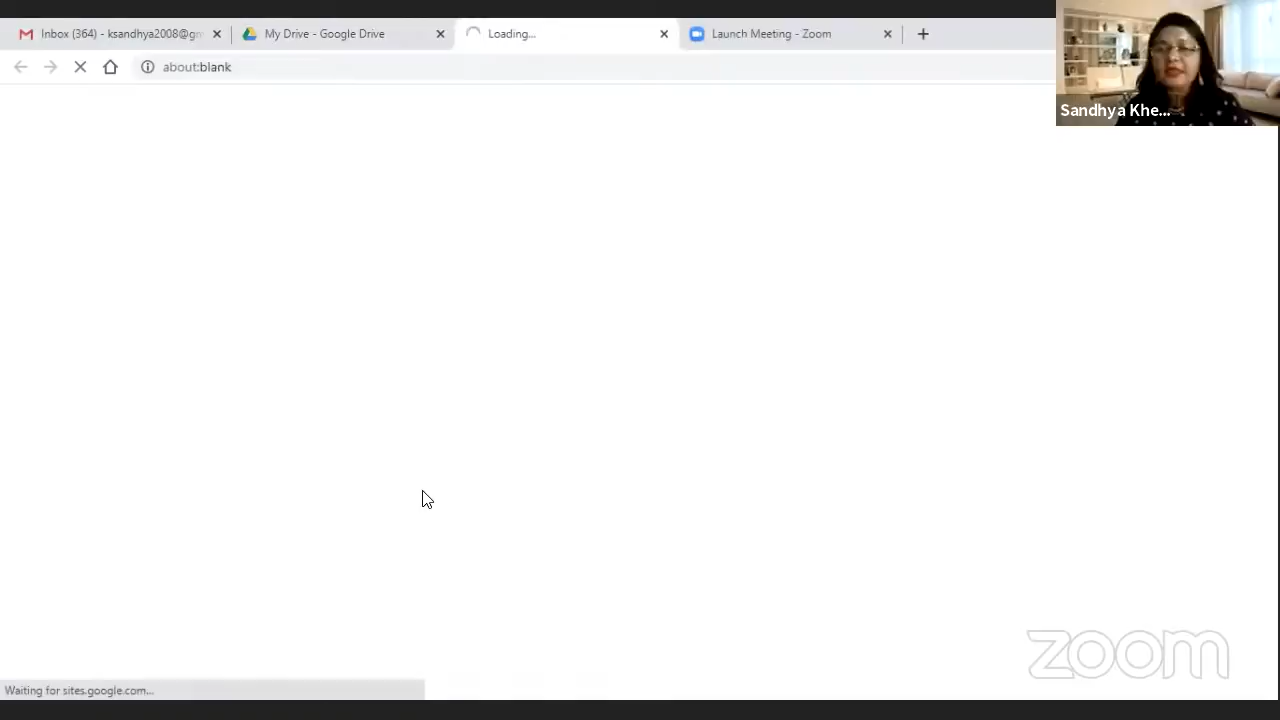 Inbox (364) - ksandhya2008@gm
My Drive - Google Drive
Loading...
Launch Meeting - Zoom
about:blank
Sandhya Khe...
zoom
Waiting for sites.google.com...